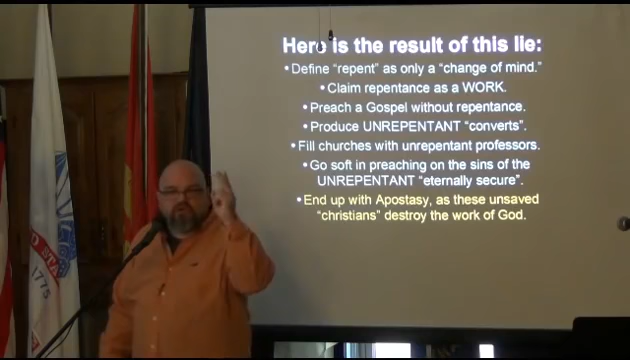 Here is the result of this lie:
• Define “repent” as only a “change of mind.”
• Claim repentance as a WORK.
• Preach a Gospel without repentance.
• Produce UNREPENTANT “converts”.
• Fill churches with unrepentant professors.
• Go soft in preaching on the sins of the
UNREPENTANT “eternally secure”.
• End up with Apostasy, as these unsaved
“christians” destroy the work of God.
1775